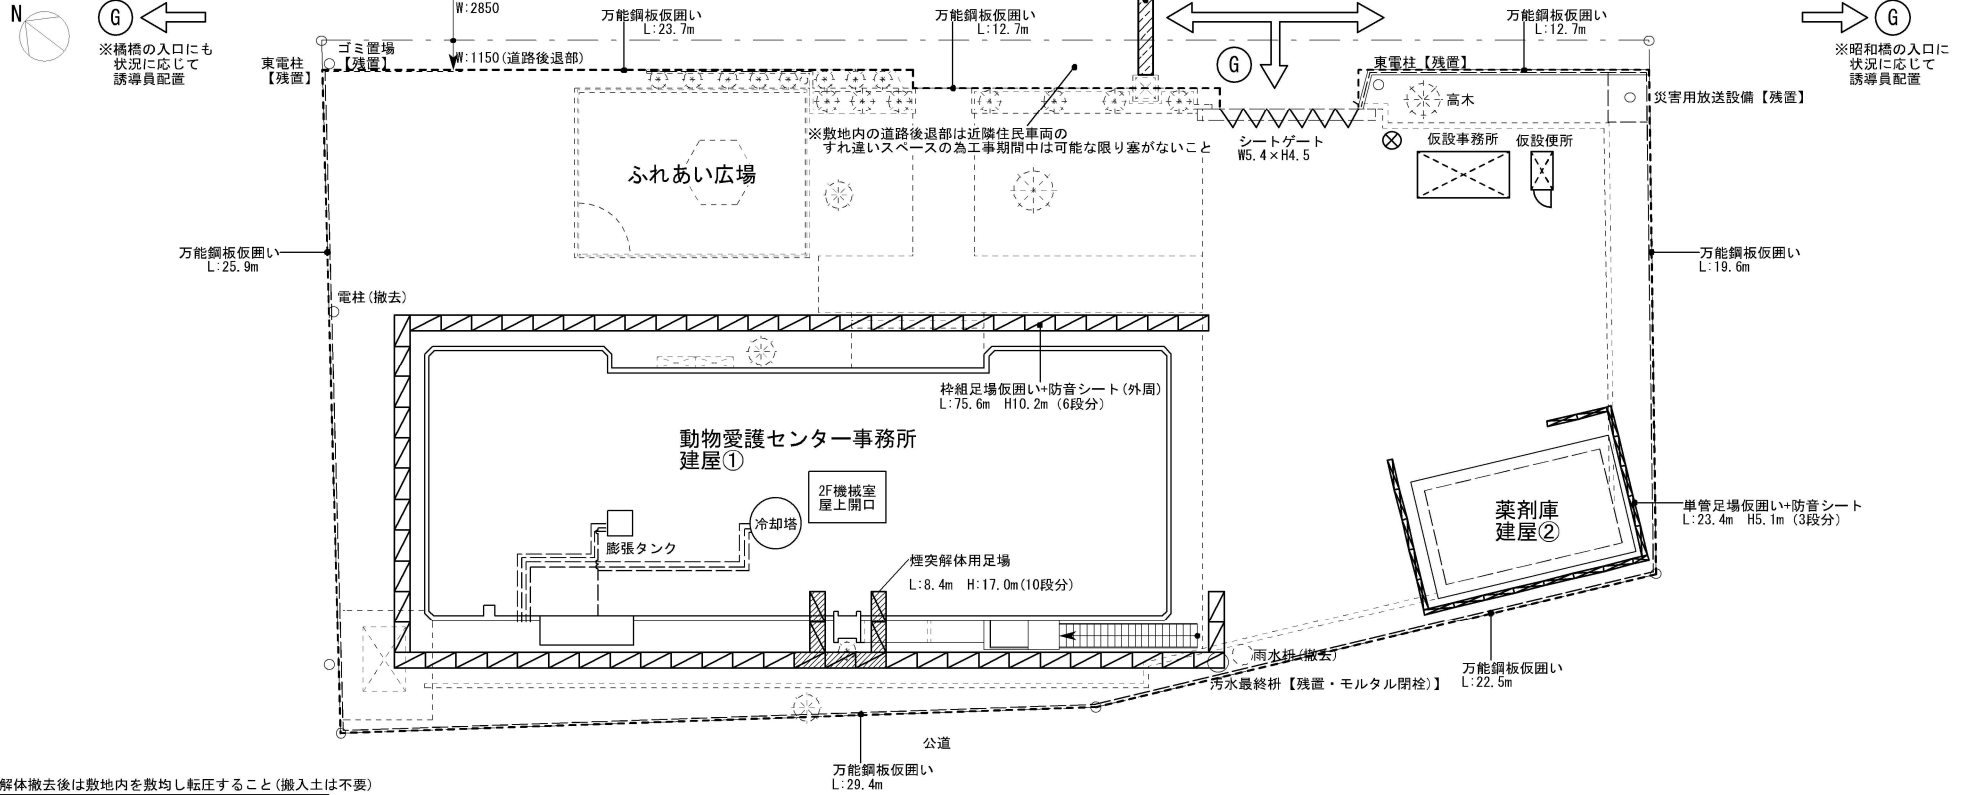 N
G
※橘橋の入口にも
状況に応じて
誘導員配置
W:2850
万能鋼板仮囲い
L:23.7m
万能鋼板仮囲い
L:12.7m
G
万能鋼板仮囲い
L:12.7m
G
※昭和橋の入口に
状況に応じて
誘導員配置
東電柱
【残置】
ゴミ置場
【残置】
W:1150(道路後退部)
東電柱【残置】
高木
災害用放送設備【残置】
※敷地内の道路後退部は近隣住民車両の
すれ違いスペースの為工事期間中は可能な限り塞がないこと
シートゲート
W5.4×H4.5
仮設事務所
仮設便所
ふれあい広場
万能鋼板仮囲い
L:25.9m
万能鋼板仮囲い
L:19.6m
電柱(撤去)
枠組足場仮囲い+防音シート(外周)
L:75.6m H10.2m (6段分)
動物愛護センター事務所
建屋①
2F機械室
屋上開口
冷却塔
膨張タンク
煙突解体用足場
L:8.4m H:17.0m(10段分)
薬剤庫
建屋②
単管足場仮囲い+防音シート
L:23.4m H5.1m (3段分)
雨水枡(撤去)
汚水最終枡【残置・モルタル閉栓)】
万能鋼板仮囲い
L:22.5m
公道
万能鋼板仮囲い
L:29.4m
解体撤去後は敷地内を敷均し転圧すること(搬入土は不要)